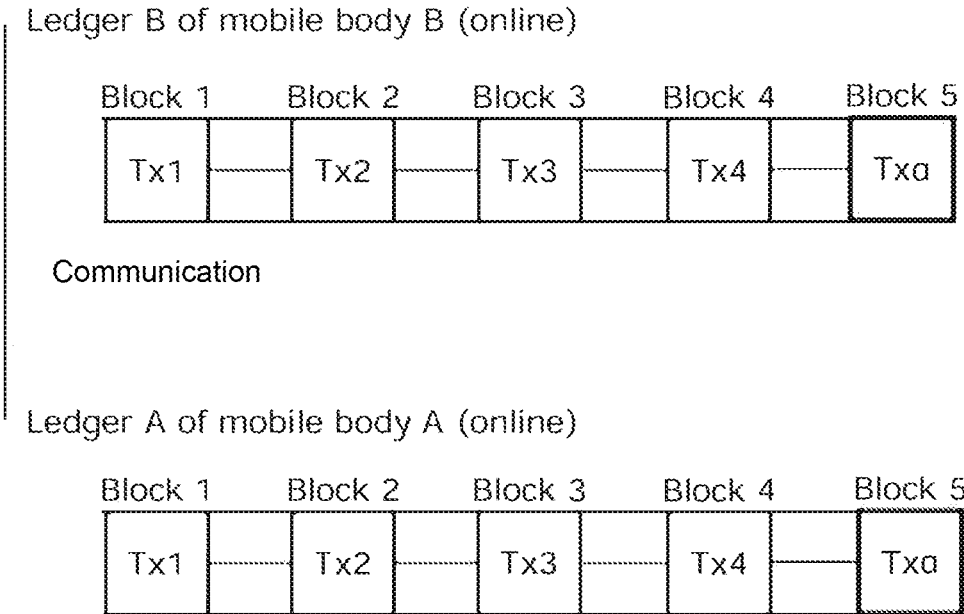 Ledger B of mobile body B (online)
Block 1 Block 2 Block 3 Block 4 Block 5
Tx1 Tx2 Tx3 Tx4 Txa
Communication
Ledger A of mobile body A (online)
Block 1 Block 2 Block 3 Block 4 Block 5
Tx1 Tx2 Tx3 Tx4 Txa